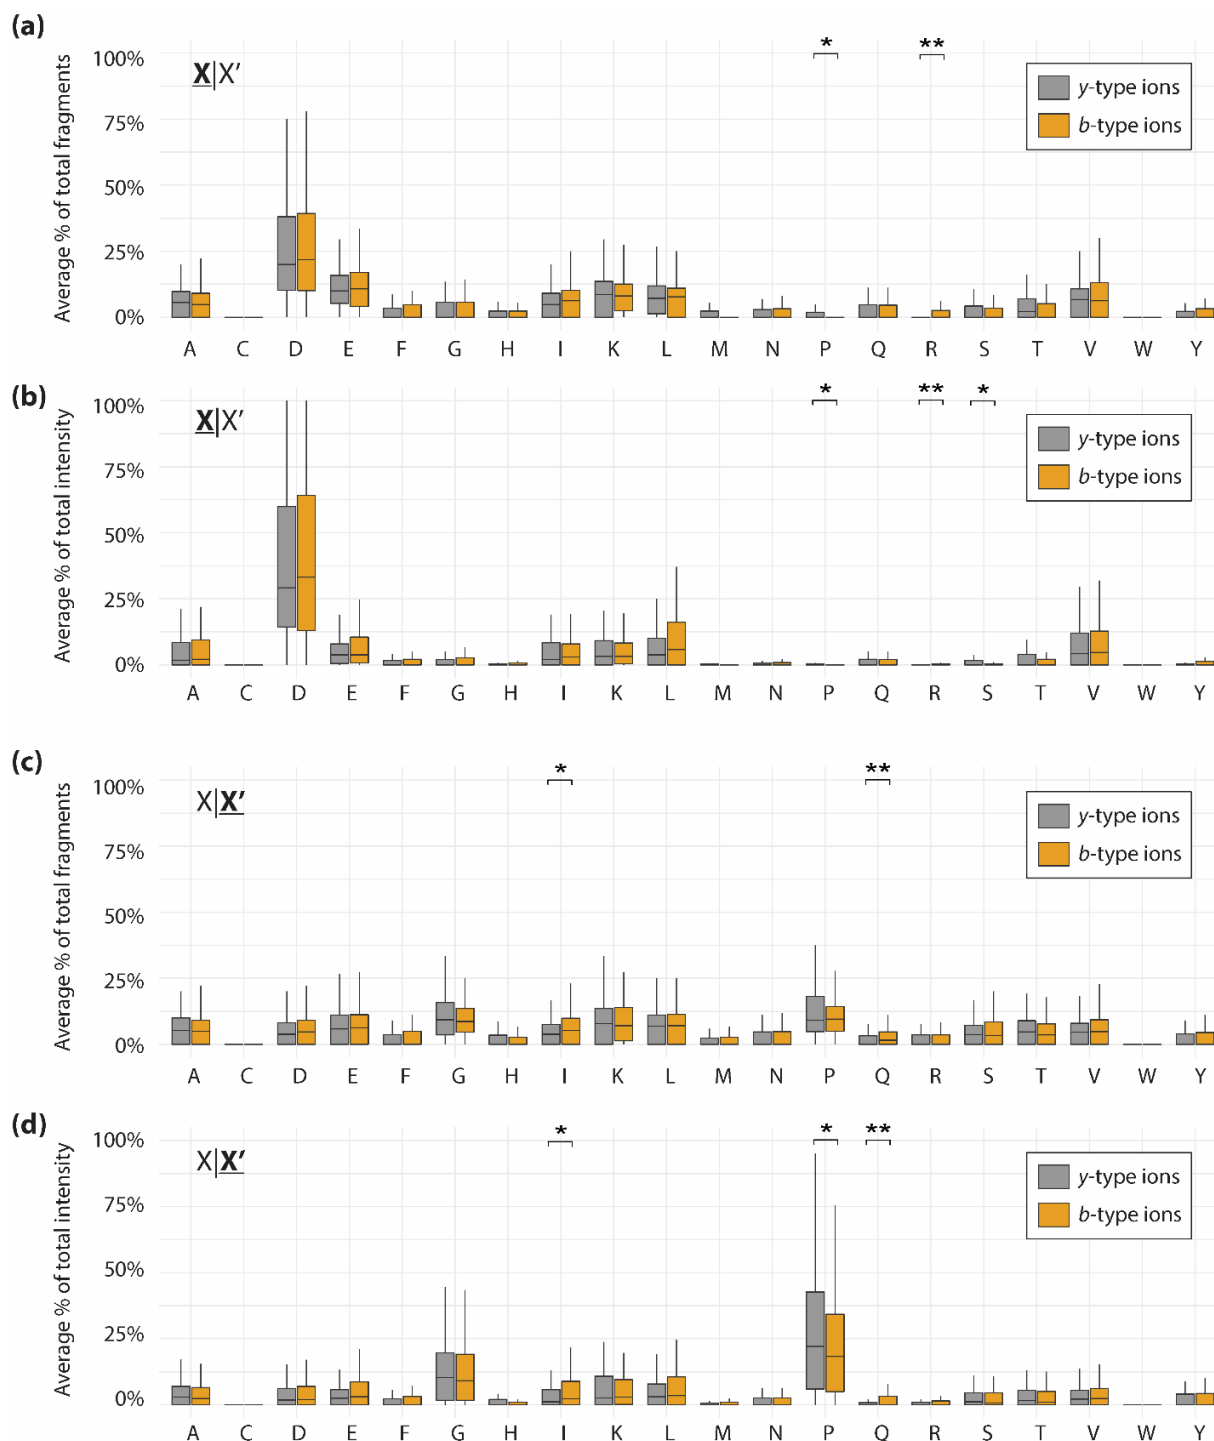 (a)
Average % of total fragments
100%
75%
50%
25%
0%
X|X′
* **
y-type ions
b-type ions
A C D E F G H I K L M N P Q R S T V W Y
(b)
Average % of total intensity
100%
75%
50%
25%
0%
X|X′
* ** *
y-type ions
b-type ions
A C D E F G H I K L M N P Q R S T V W Y
(c)
Average % of total fragments
100%
75%
50%
25%
0%
X|X′
* **
y-type ions
b-type ions
A C D E F G H I K L M N P Q R S T V W Y
(d)
Average % of total intensity
100%
75%
50%
25%
0%
X|X′
* * **
y-type ions
b-type ions
A C D E F G H I K L M N P Q R S T V W Y